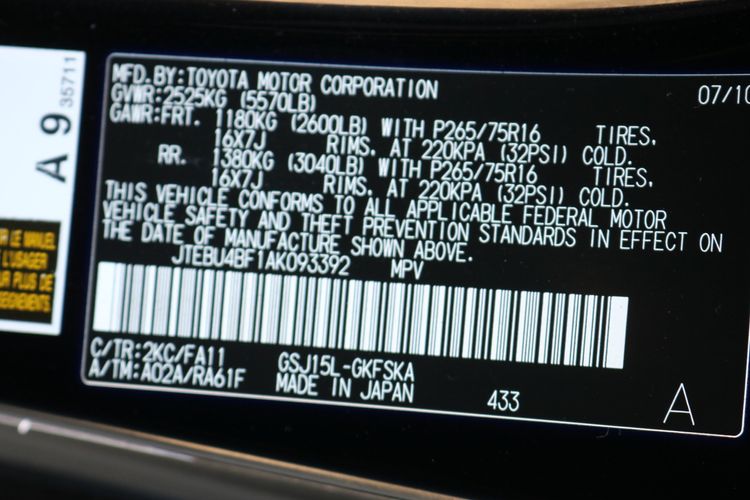 MFD.BY:TOYOTA MOTOR CORPORATION 07/10
GVWR:2525KG (5570LB)
GAWR:FRT. 1180KG (2600LB) WITH P265/75R16 TIRES,
16X7J RIMS, AT 220KPA (32PSI) COLD.
RR. 1380KG (3040LB) WITH P265/75R16 TIRES,
16X7J RIMS, AT 220KPA (32PSI) COLD.
THIS VEHICLE CONFORMS TO ALL APPLICABLE FEDERAL MOTOR
VEHICLE SAFETY AND THEFT PREVENTION STANDARDS IN EFFECT ON
THE DATE OF MANUFACTURE SHOWN ABOVE.
JTEBU4BF1AK093392 MPV
C/TR:2KC/FA11 GSJ15L-GKFSKA
A/TM:A02A/RA61F MADE IN JAPAN 433 A
A 9 35711
LE MANUEL
L'USAGER
PLUS DE